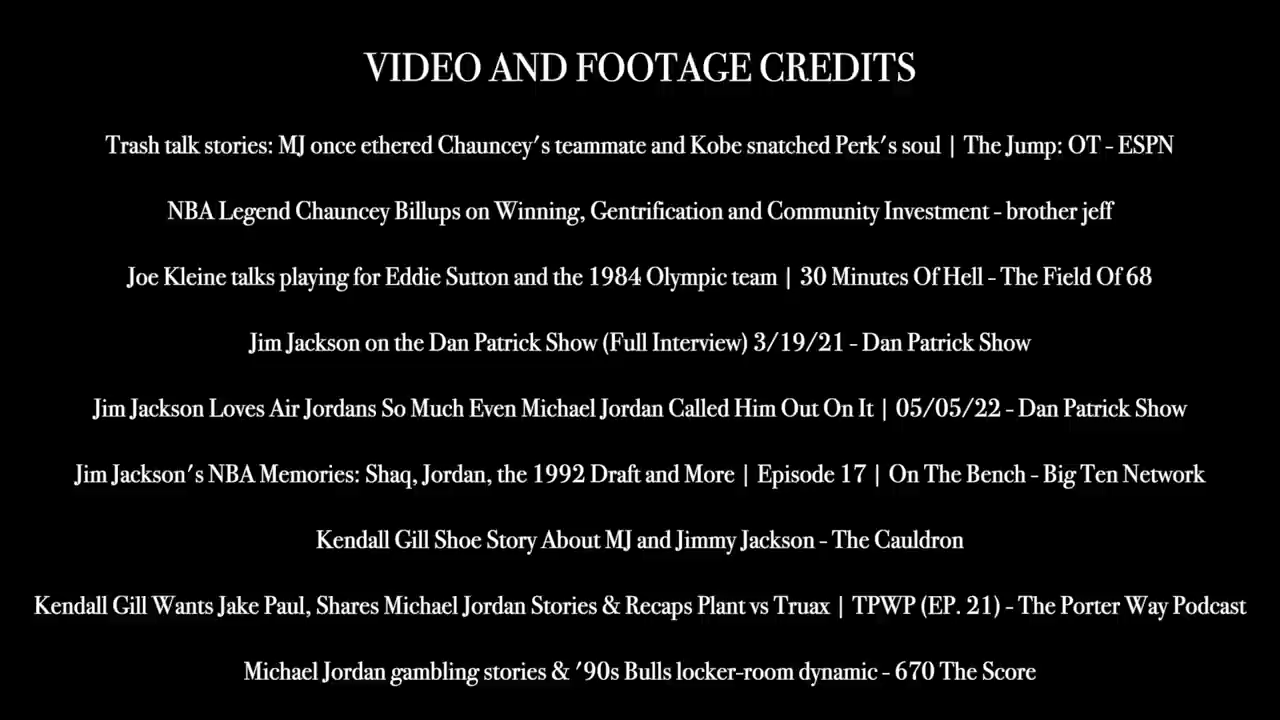 VIDEO AND FOOTAGE CREDITS
Trash talk stories: MJ once ethered Chauncey's teammate and Kobe snatched Perk's soul | The Jump: OT - ESPN
NBA Legend Chauncey Billups on Winning, Gentrification and Community Investment - brother jeff
Joe Kleine talks playing for Eddie Sutton and the 1984 Olympic team | 30 Minutes Of Hell - The Field Of 68
Jim Jackson on the Dan Patrick Show (Full Interview) 3/19/21 - Dan Patrick Show
Jim Jackson Loves Air Jordans So Much Even Michael Jordan Called Him Out On It | 05/05/22 - Dan Patrick Show
Jim Jackson's NBA Memories: Shaq, Jordan, the 1992 Draft and More | Episode 17 | On The Bench - Big Ten Network
Kendall Gill Shoe Story About MJ and Jimmy Jackson - The Cauldron
Kendall Gill Wants Jake Paul, Shares Michael Jordan Stories & Recaps Plant vs Truax | TPWP (EP. 21) - The Porter Way Podcast
Michael Jordan gambling stories & '90s Bulls locker-room dynamic - 670 The Score